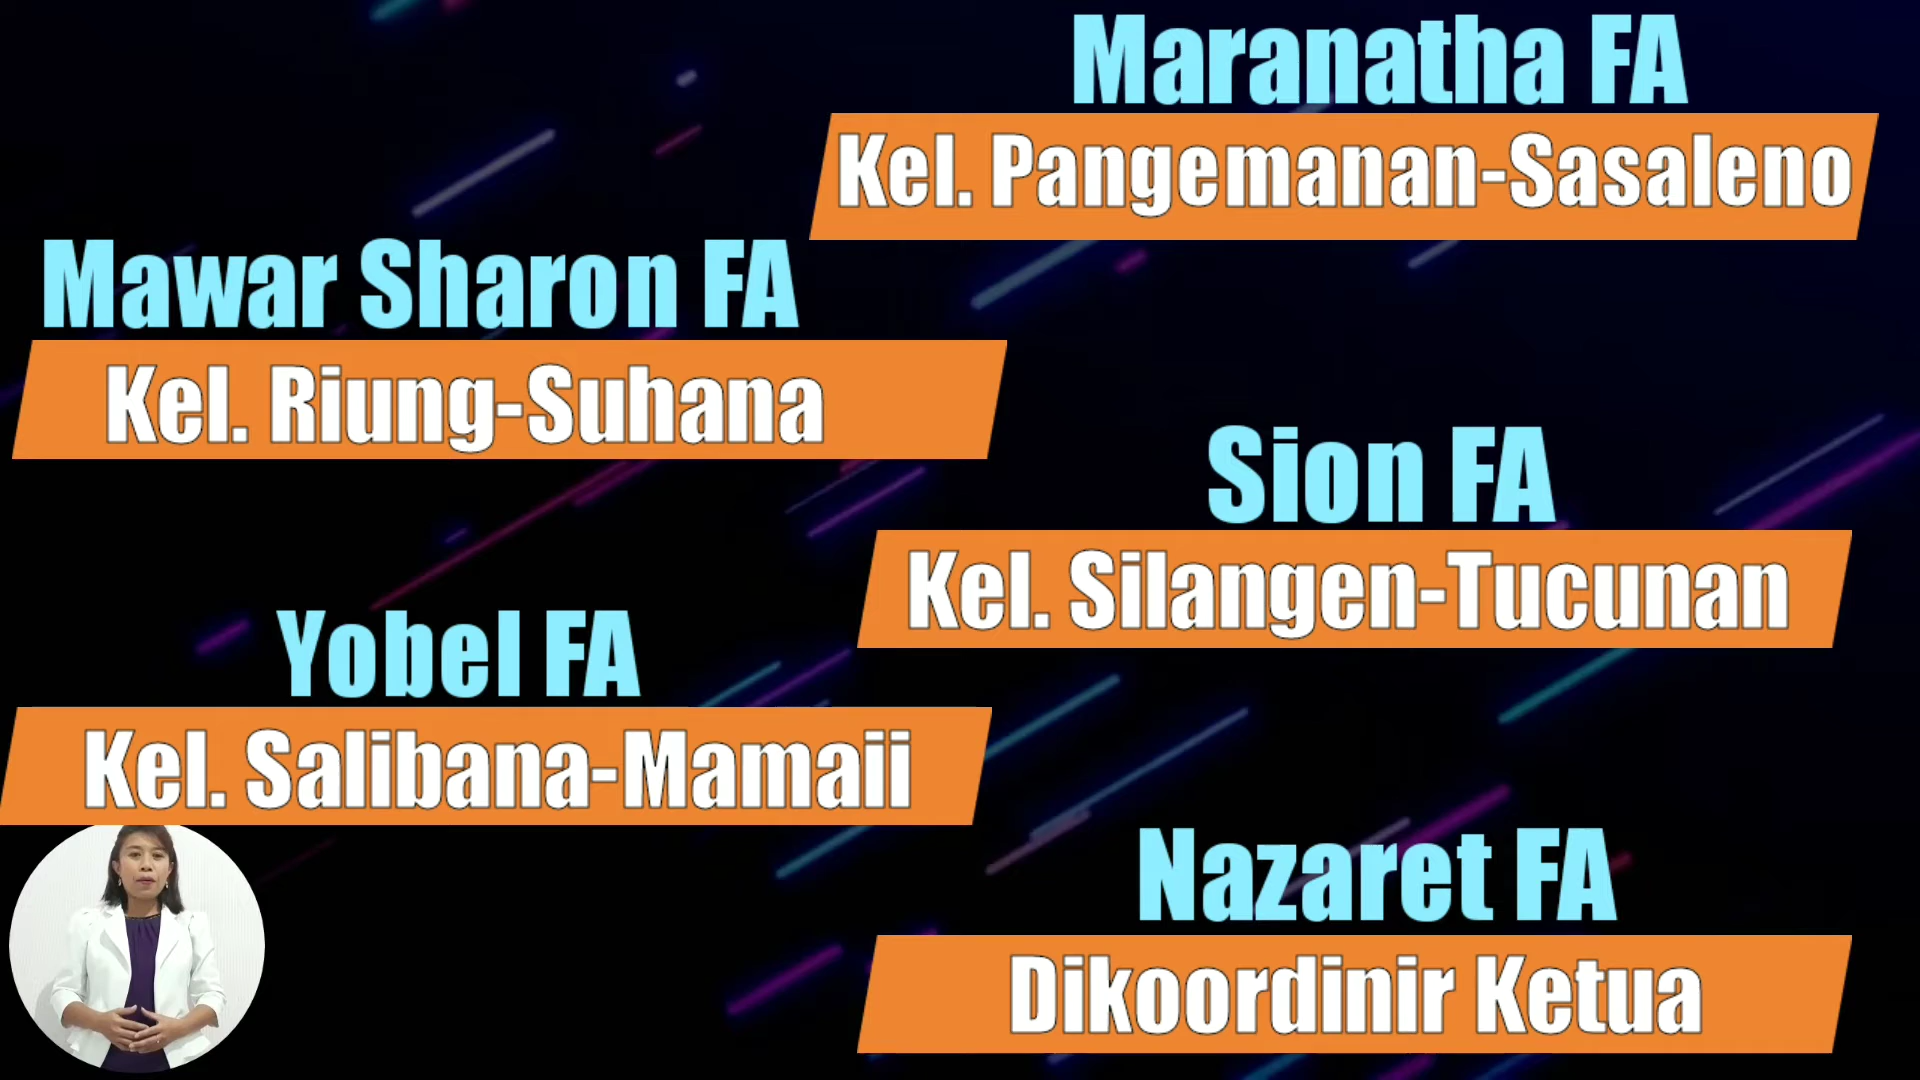 Maranatha FA
Kel. Pangemanan-Sasaleno
Mawar Sharon FA
Kel. Riung-Suhana
Sion FA
Kel. Silangen-Tucunan
Yobel FA
Kel. Salibana-Mamaii
Nazaret FA
Dikoordinir Ketua